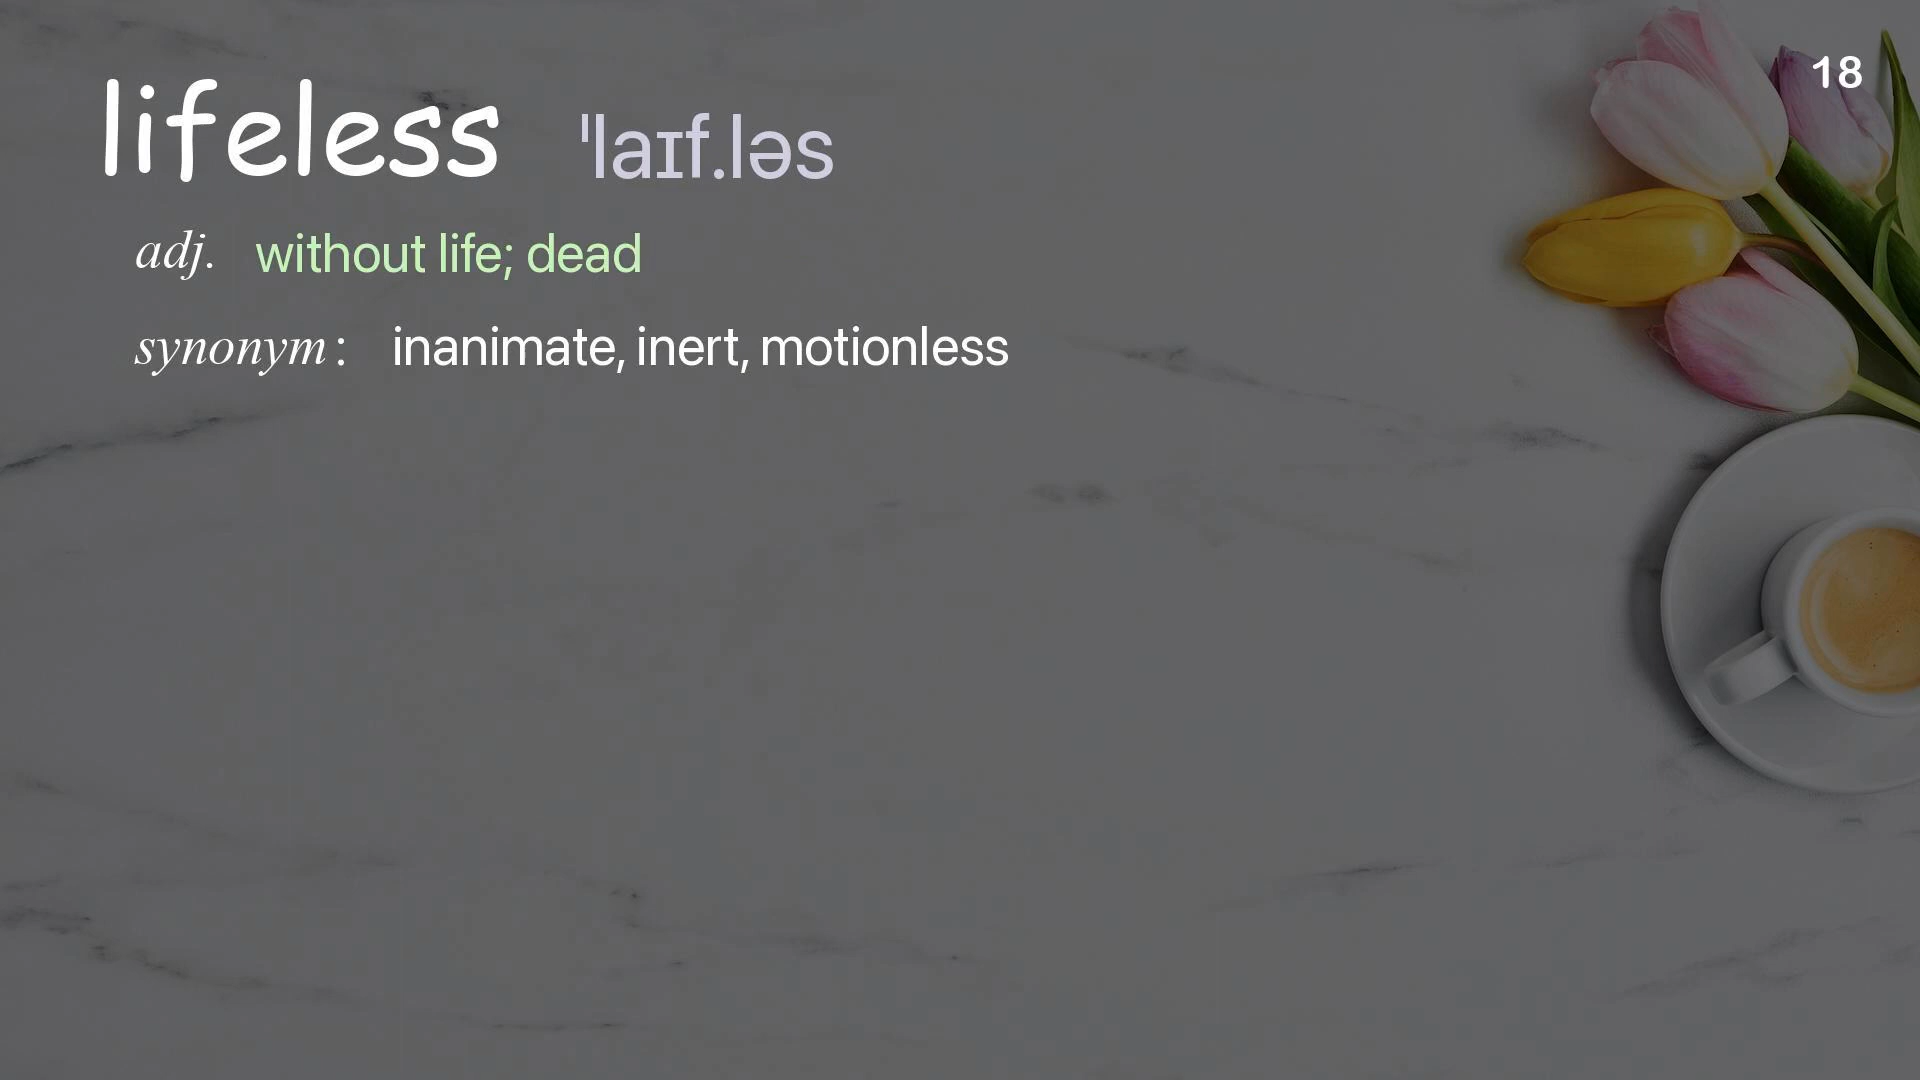 18
lifeless ˈlaɪf.ləs
adj. without life; dead
synonym: inanimate, inert, motionless